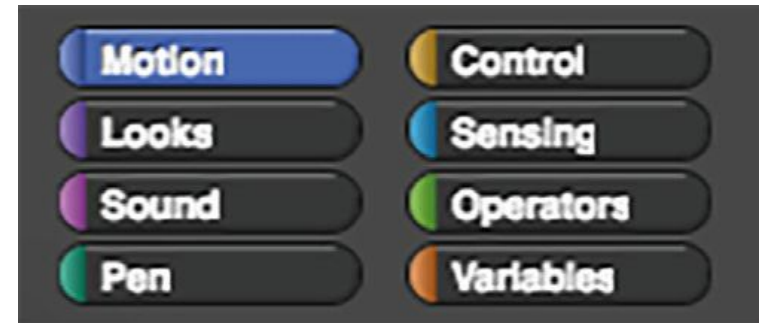 Motion
Looks
Sound
Pen
Control
Sensing
Operators
Variables